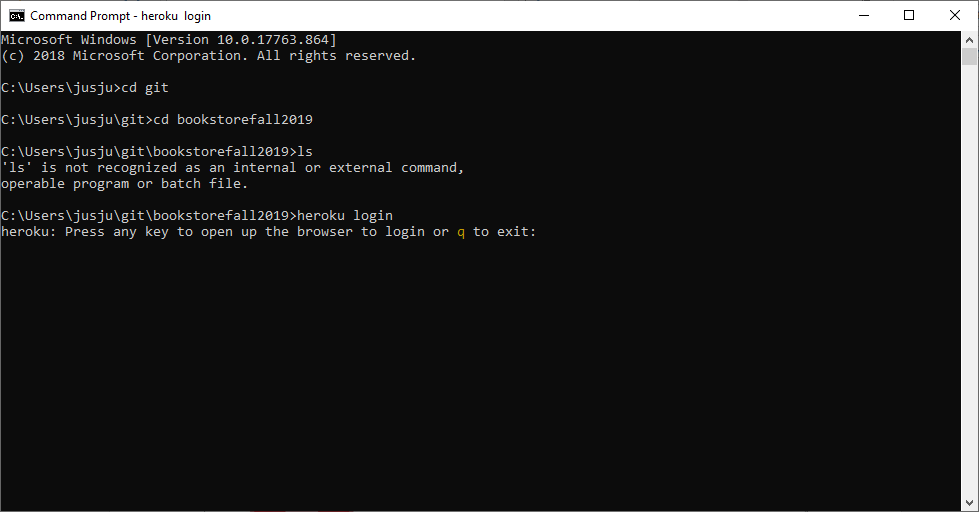 Command Prompt - heroku  login
Microsoft Windows [Version 10.0.17763.864]
(c) 2018 Microsoft Corporation. All rights reserved.
C:\Users\jusju>cd git
C:\Users\jusju\git>cd bookstorefall2019
C:\Users\jusju\git\bookstorefall2019>ls
'ls' is not recognized as an internal or external command,
operable program or batch file.
C:\Users\jusju\git\bookstorefall2019>heroku login
heroku: Press any key to open up the browser to login or q to exit: